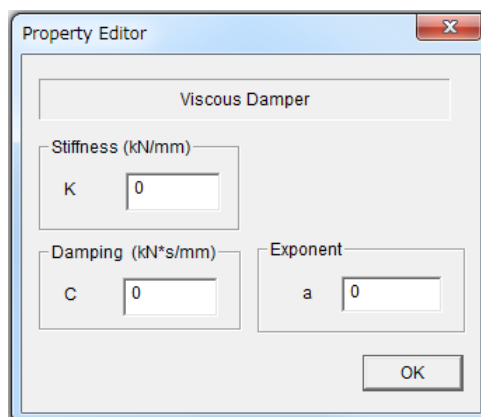 Property Editor
Viscous Damper
Stiffness (kN/mm)
K 0
Damping (kN*s/mm)
C 0
Exponent
a 0
OK